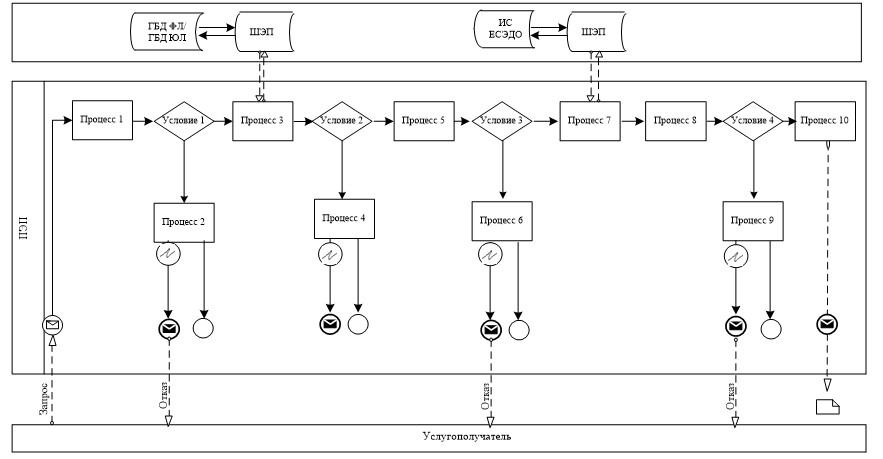 ГБД ФЛ/
ГБД ЮЛ
ШЭП
ИС
ЕСЭДО
ШЭП
Процесс 1
Условие 1
Процесс 3
Условие 2
Процесс 5
Условие 3
Процесс 7
Процесс 8
Условие 4
Процесс 10
Процесс 2
Процесс 4
Процесс 6
Процесс 9
ПЭП
Запрос
Отказ
Отказ
Отказ
Услугополучатель